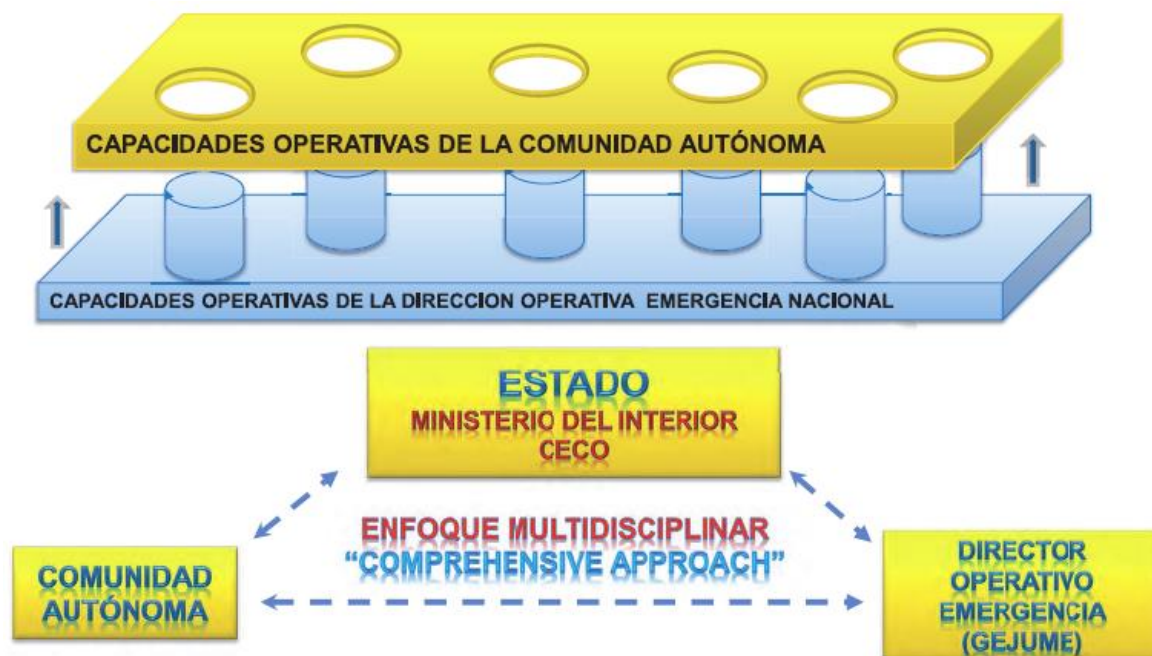 CAPACIDADES OPERATIVAS DE LA COMUNIDAD AUTÓNOMA
CAPACIDADES OPERATIVAS DE LA DIRECCION OPERATIVA EMERGENCIA NACIONAL
ESTADO
MINISTERIO DEL INTERIOR
CECO
ENFOQUE MULTIDISCIPLINAR
“COMPREHENSIVE APPROACH”
COMUNIDAD
AUTÓNOMA
DIRECTOR
OPERATIVO
EMERGENCIA
(GEJUME)